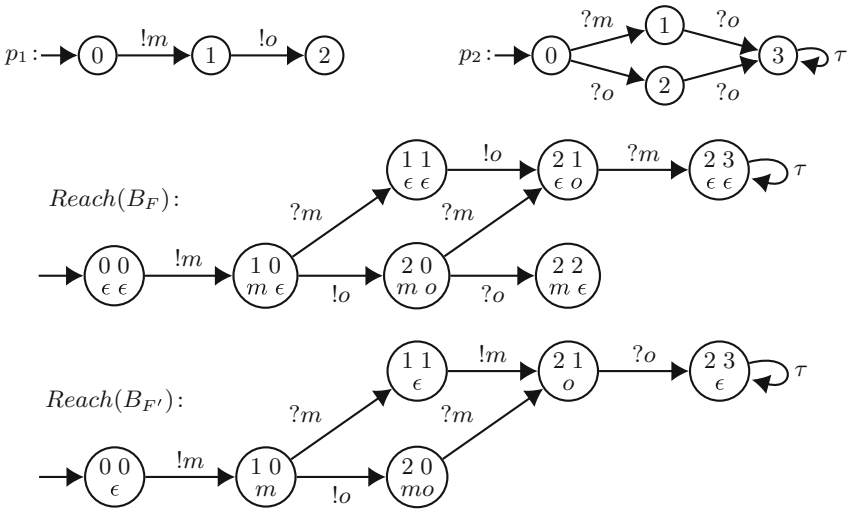 p₁: 0 !m 1 !o 2
p₂: 0 ?m 1 ?o 3 τ
?o 2 ?o
Reach(B_F):
1 1 !o 2 1 ?m 2 3 τ
ϵ ϵ ϵ o ϵ ϵ
?m ?m
0 0 !m 1 0 !o 2 0 ?o 2 2
ϵ ϵ m ϵ m o m ϵ
Reach(B_F′):
1 1 !m 2 1 ?o 2 3 τ
ϵ o ϵ
?m ?m
0 0 !m 1 0 !o 2 0
ϵ m mo